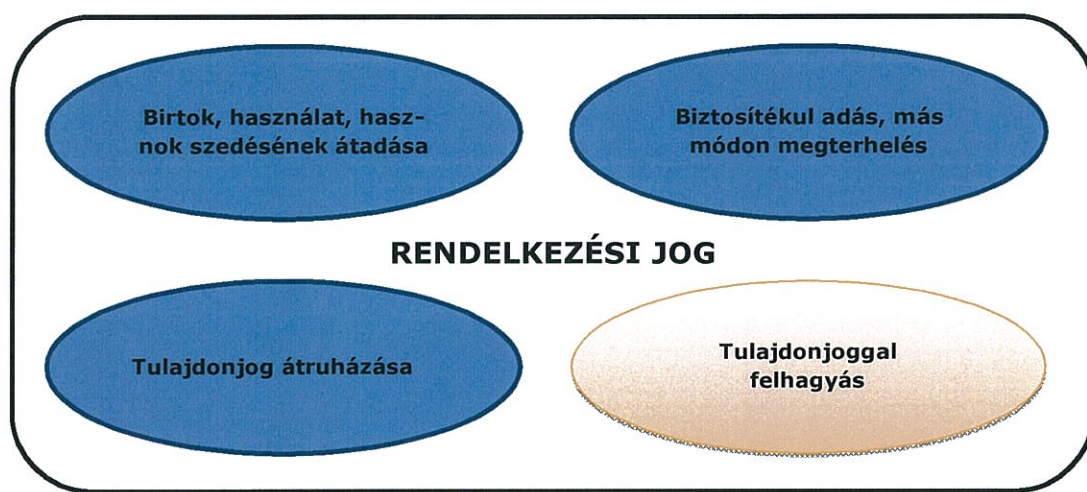 Birtok, használat, hasz-
nok szedésének átadása
Biztosítékul adás, más
módon megterhelés
RENDELKEZÉSI JOG
Tulajdonjog átruházása
Tulajdonjoggal
felhagyás